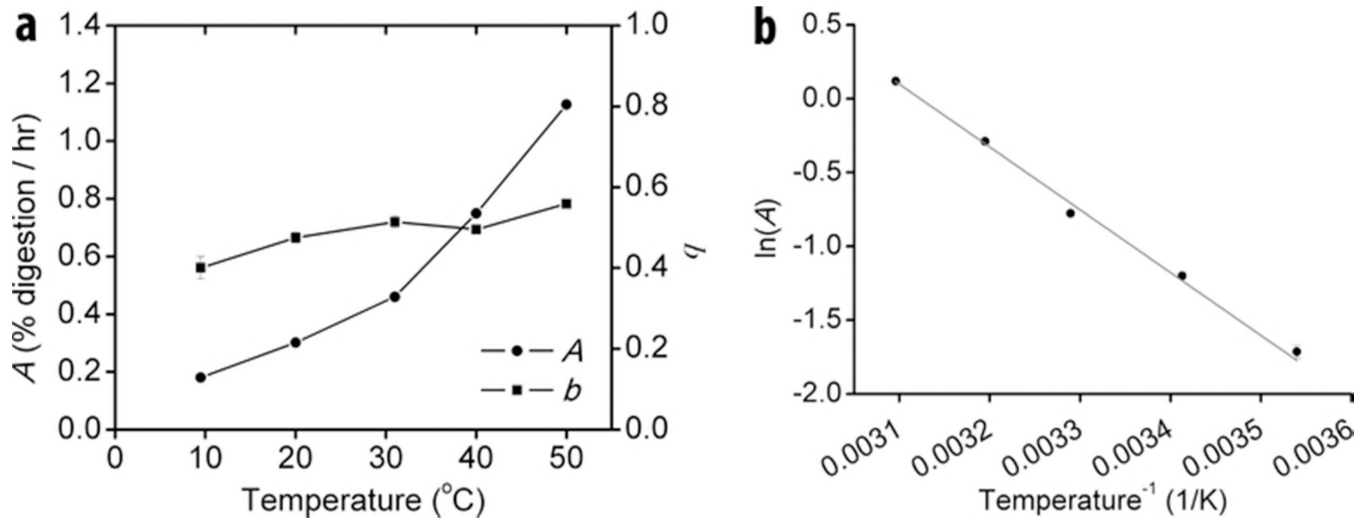 a
1.4
1.2
1.0
0.8
0.6
0.4
0.2
0.0
A (% digestion / hr)
0 10 20 30 40 50
Temperature (°C)
1.0
0.8
0.6
0.4
0.2
0.0
b
A
b
b
0.5
0.0
-0.5
-1.0
-1.5
-2.0
ln(A)
0.0031 0.0032 0.0033 0.0034 0.0035 0.0036
Temperature⁻¹ (1/K)